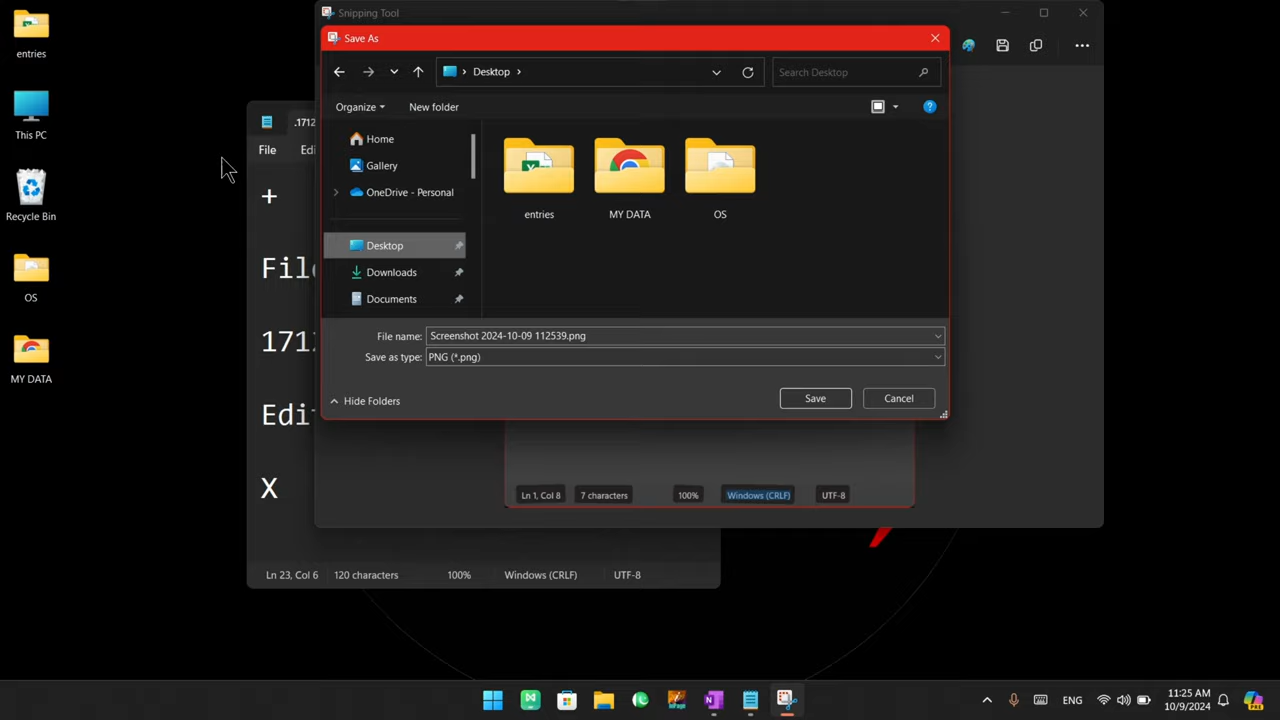 entries
This PC
Recycle Bin
OS
MY DATA
Snipping Tool
Save As
Desktop
Search Desktop
Organize
New folder
Home
Gallery
OneDrive - Personal
Desktop
Downloads
Documents
entries
MY DATA
OS
File name: Screenshot 2024-10-09 112539.png
Save as type: PNG (*.png)
Hide Folders
Save
Cancel
Ln 1, Col 8
7 characters
100%
Windows (CRLF)
UTF-8
.1712
File
Edi
+
File
1712
Edi
X
Ln 23, Col 6
120 characters
100%
Windows (CRLF)
UTF-8
ENG
11:25 AM
10/9/2024